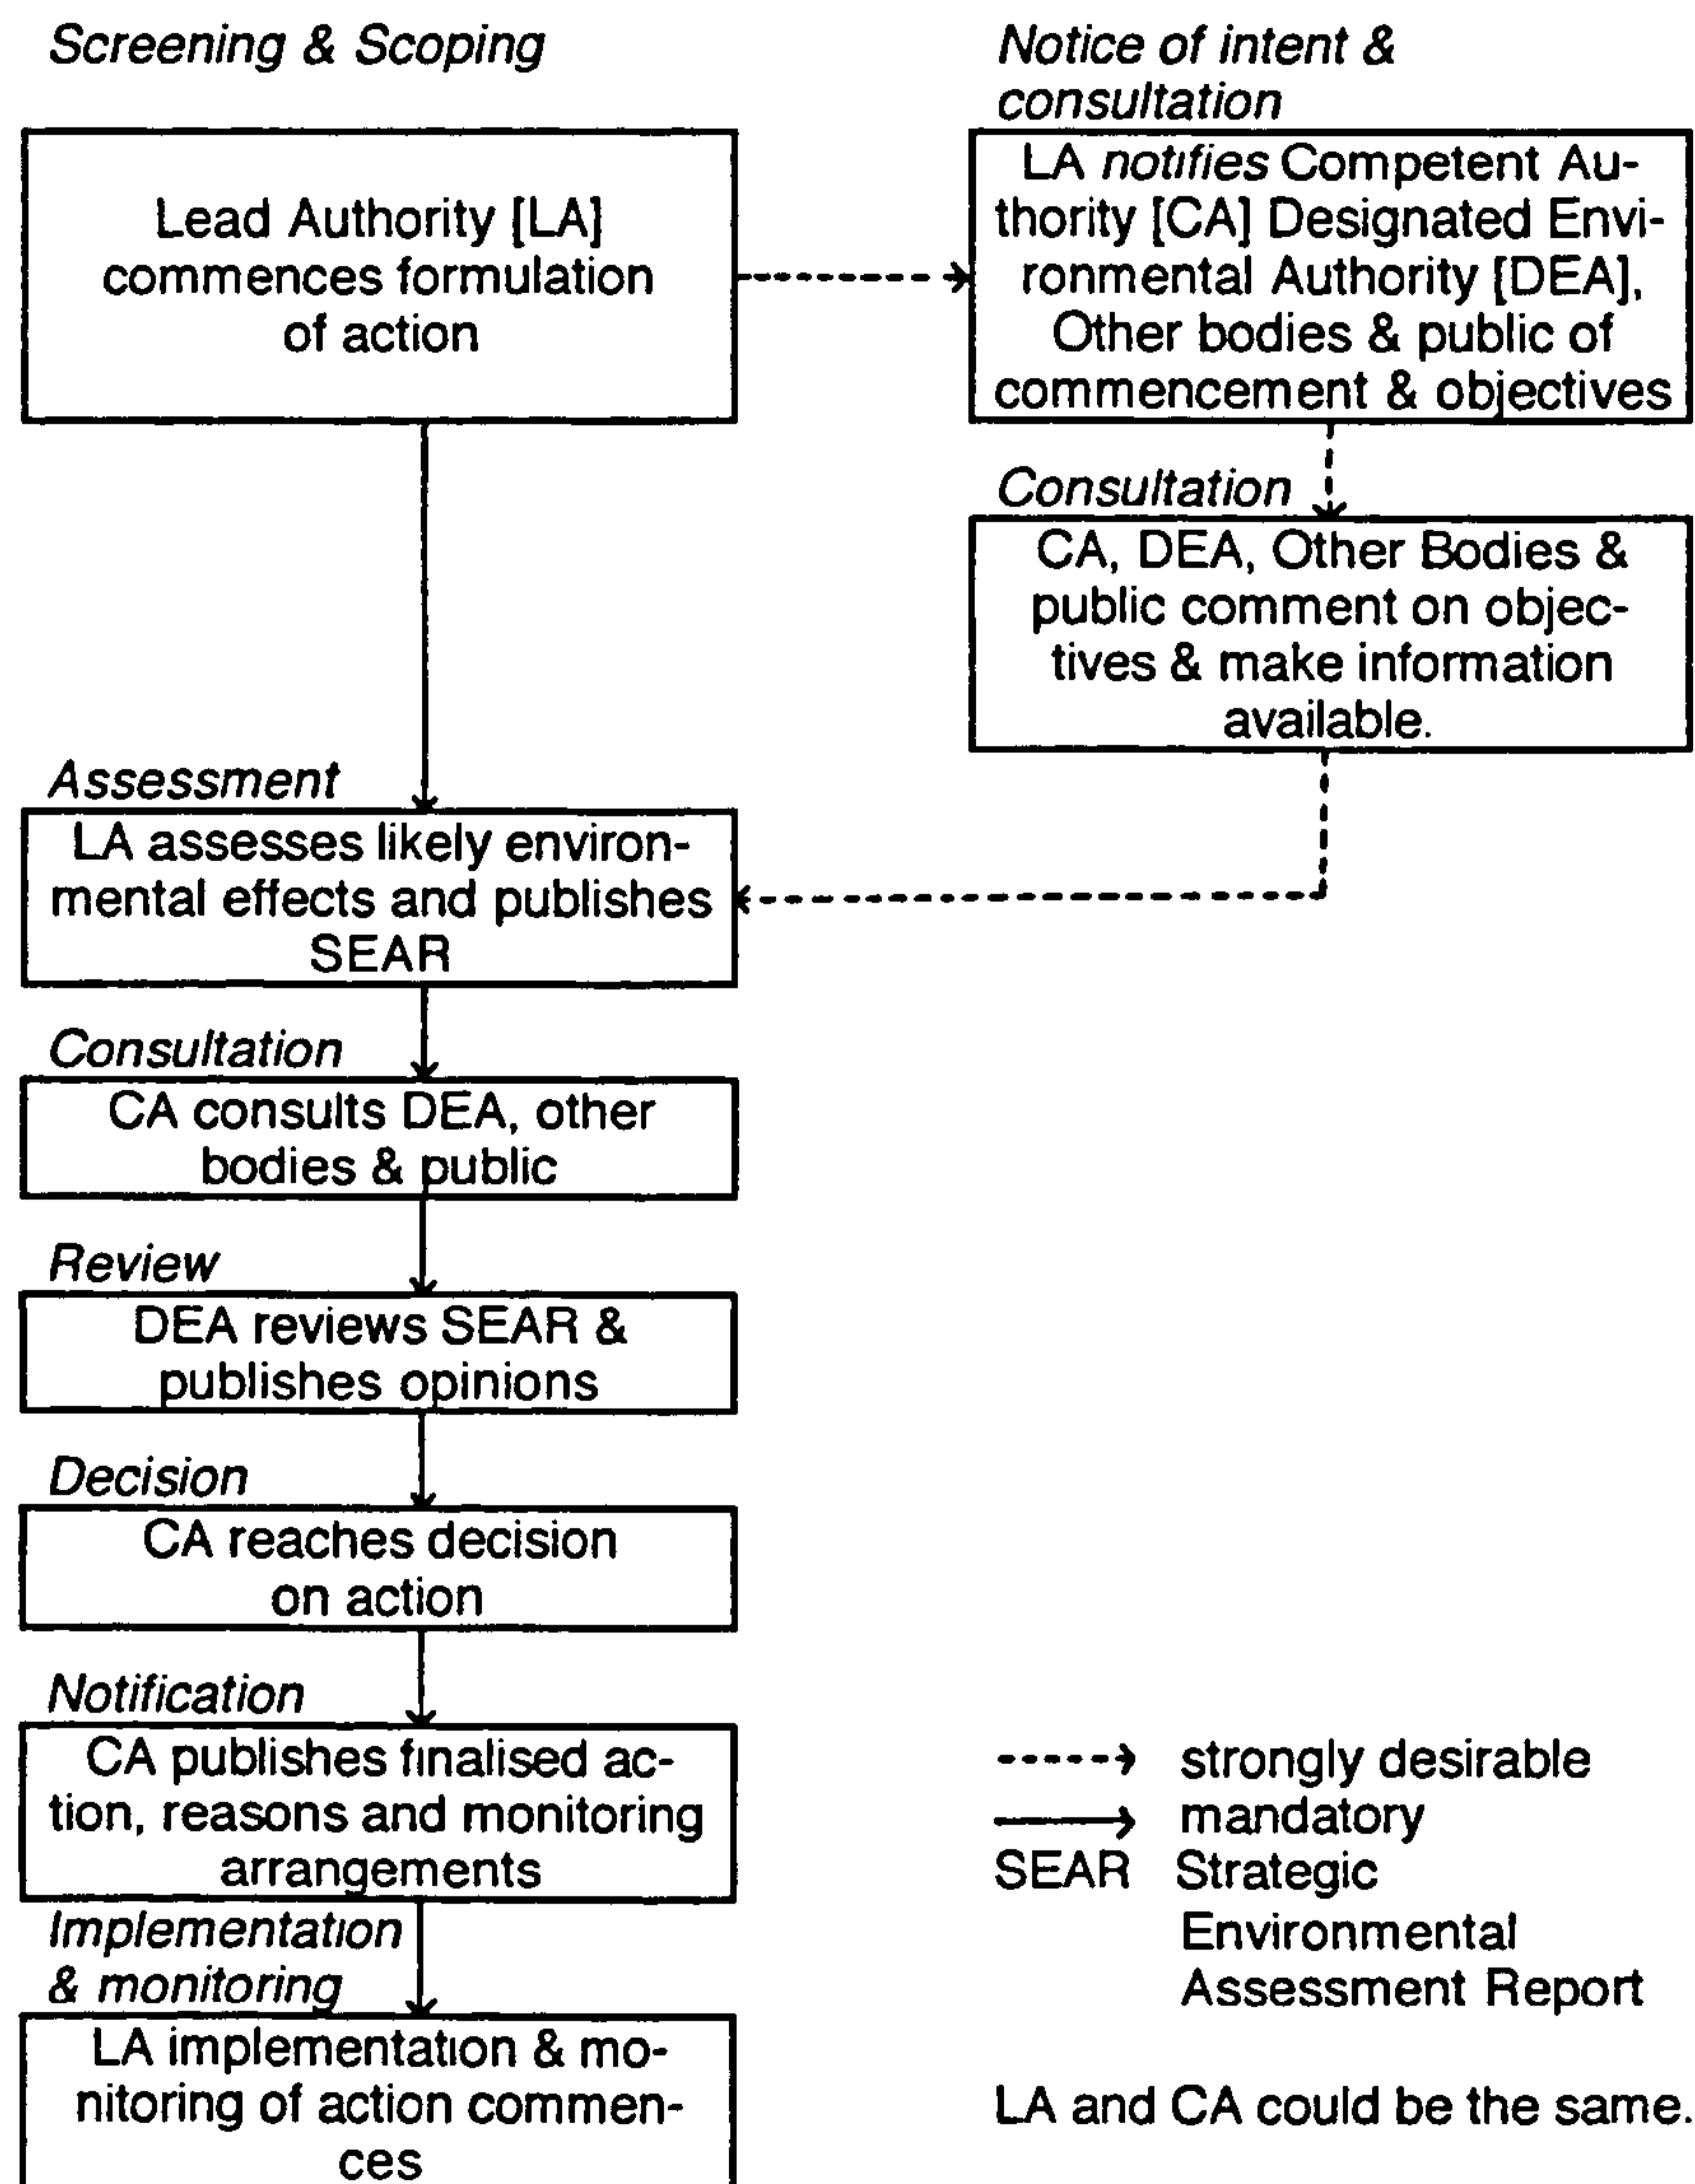 Screening & Scoping
Lead Authority [LA]
commences formulation
of action
Notice of intent &
consultation
LA notifies Competent Au-
thority [CA] Designated Envi-
ronmental Authority [DEA],
Other bodies & public of
commencement & objectives
Consultation
CA, DEA, Other Bodies &
public comment on objec-
tives & make information
available.
Assessment
LA assesses likely environ-
mental effects and publishes
SEAR
Consultation
CA consults DEA, other
bodies & public
Review
DEA reviews SEAR &
publishes opinions
Decision
CA reaches decision
on action
Notification
CA publishes finalised ac-
tion, reasons and monitoring
arrangements
Implementation
& monitoring
LA implementation & mo-
nitoring of action commen-
ces
strongly desirable
mandatory
SEAR Strategic
Environmental
Assessment Report
LA and CA could be the same.